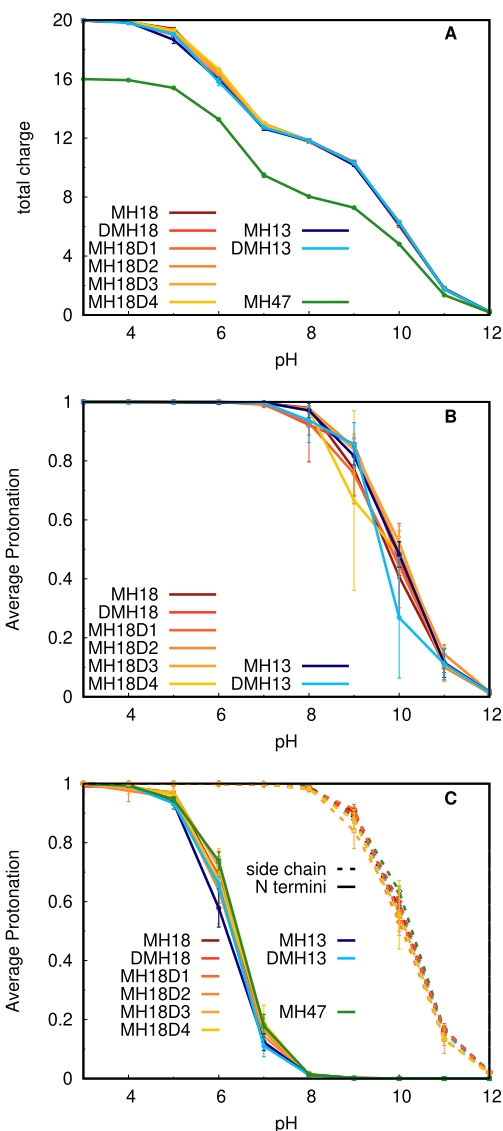 20
16
12
8
4
0
total charge
A
MH18
DMH18
MH18D1
MH18D2
MH18D3
MH18D4
MH13
DMH13
MH47
4 6 8 10 12
pH
1
0.8
0.6
0.4
0.2
0
Average Protonation
B
MH18
DMH18
MH18D1
MH18D2
MH18D3
MH18D4
MH13
DMH13
4 6 8 10 12
pH
1
0.8
0.6
0.4
0.2
0
Average Protonation
C
side chain
N termini
MH18
DMH18
MH18D1
MH18D2
MH18D3
MH18D4
MH13
DMH13
MH47
4 6 8 10 12
pH